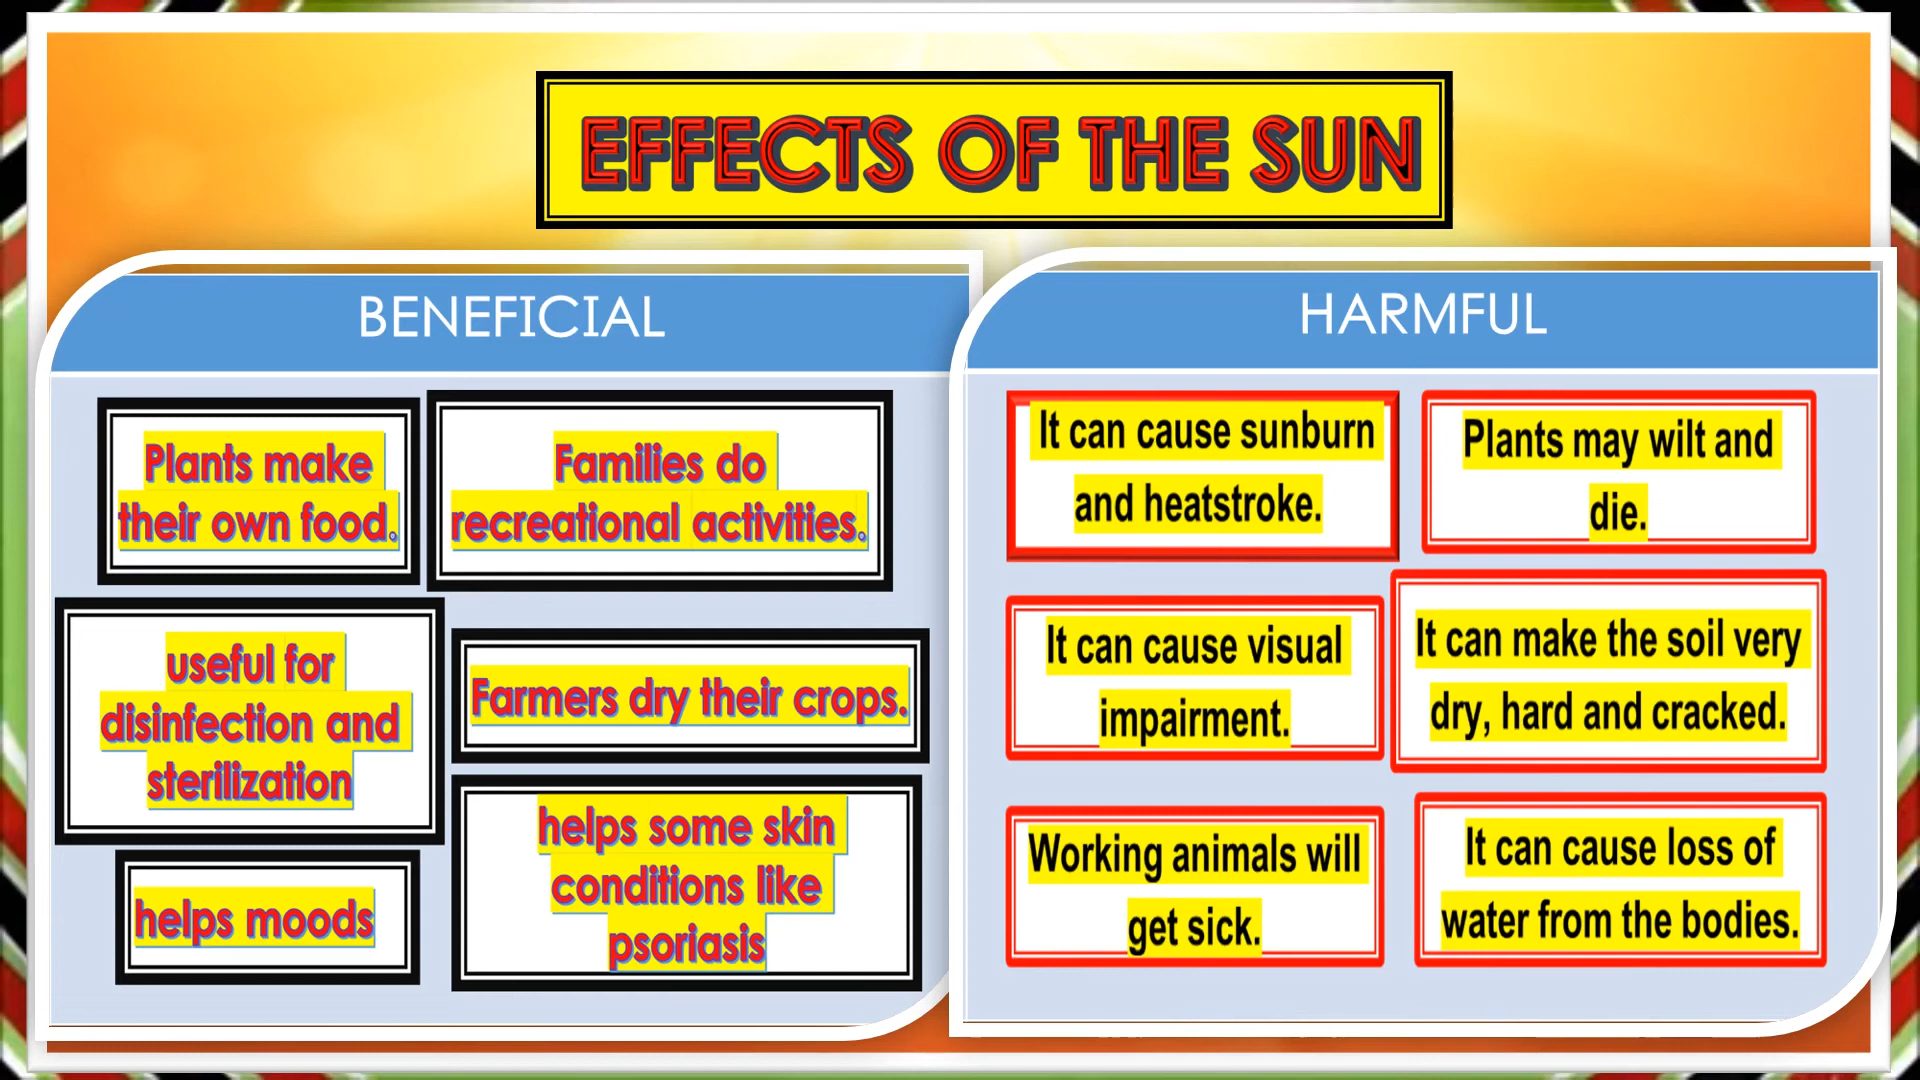 EFFECTS OF THE SUN
BENEFICIAL
Plants make
their own food.
Families do
recreational activities.
useful for
disinfection and
sterilization
Farmers dry their crops.
helps moods
helps some skin
conditions like
psoriasis
HARMFUL
It can cause sunburn
and heatstroke.
Plants may wilt and
die.
It can cause visual
impairment.
It can make the soil very
dry, hard and cracked.
Working animals will
get sick.
It can cause loss of
water from the bodies.